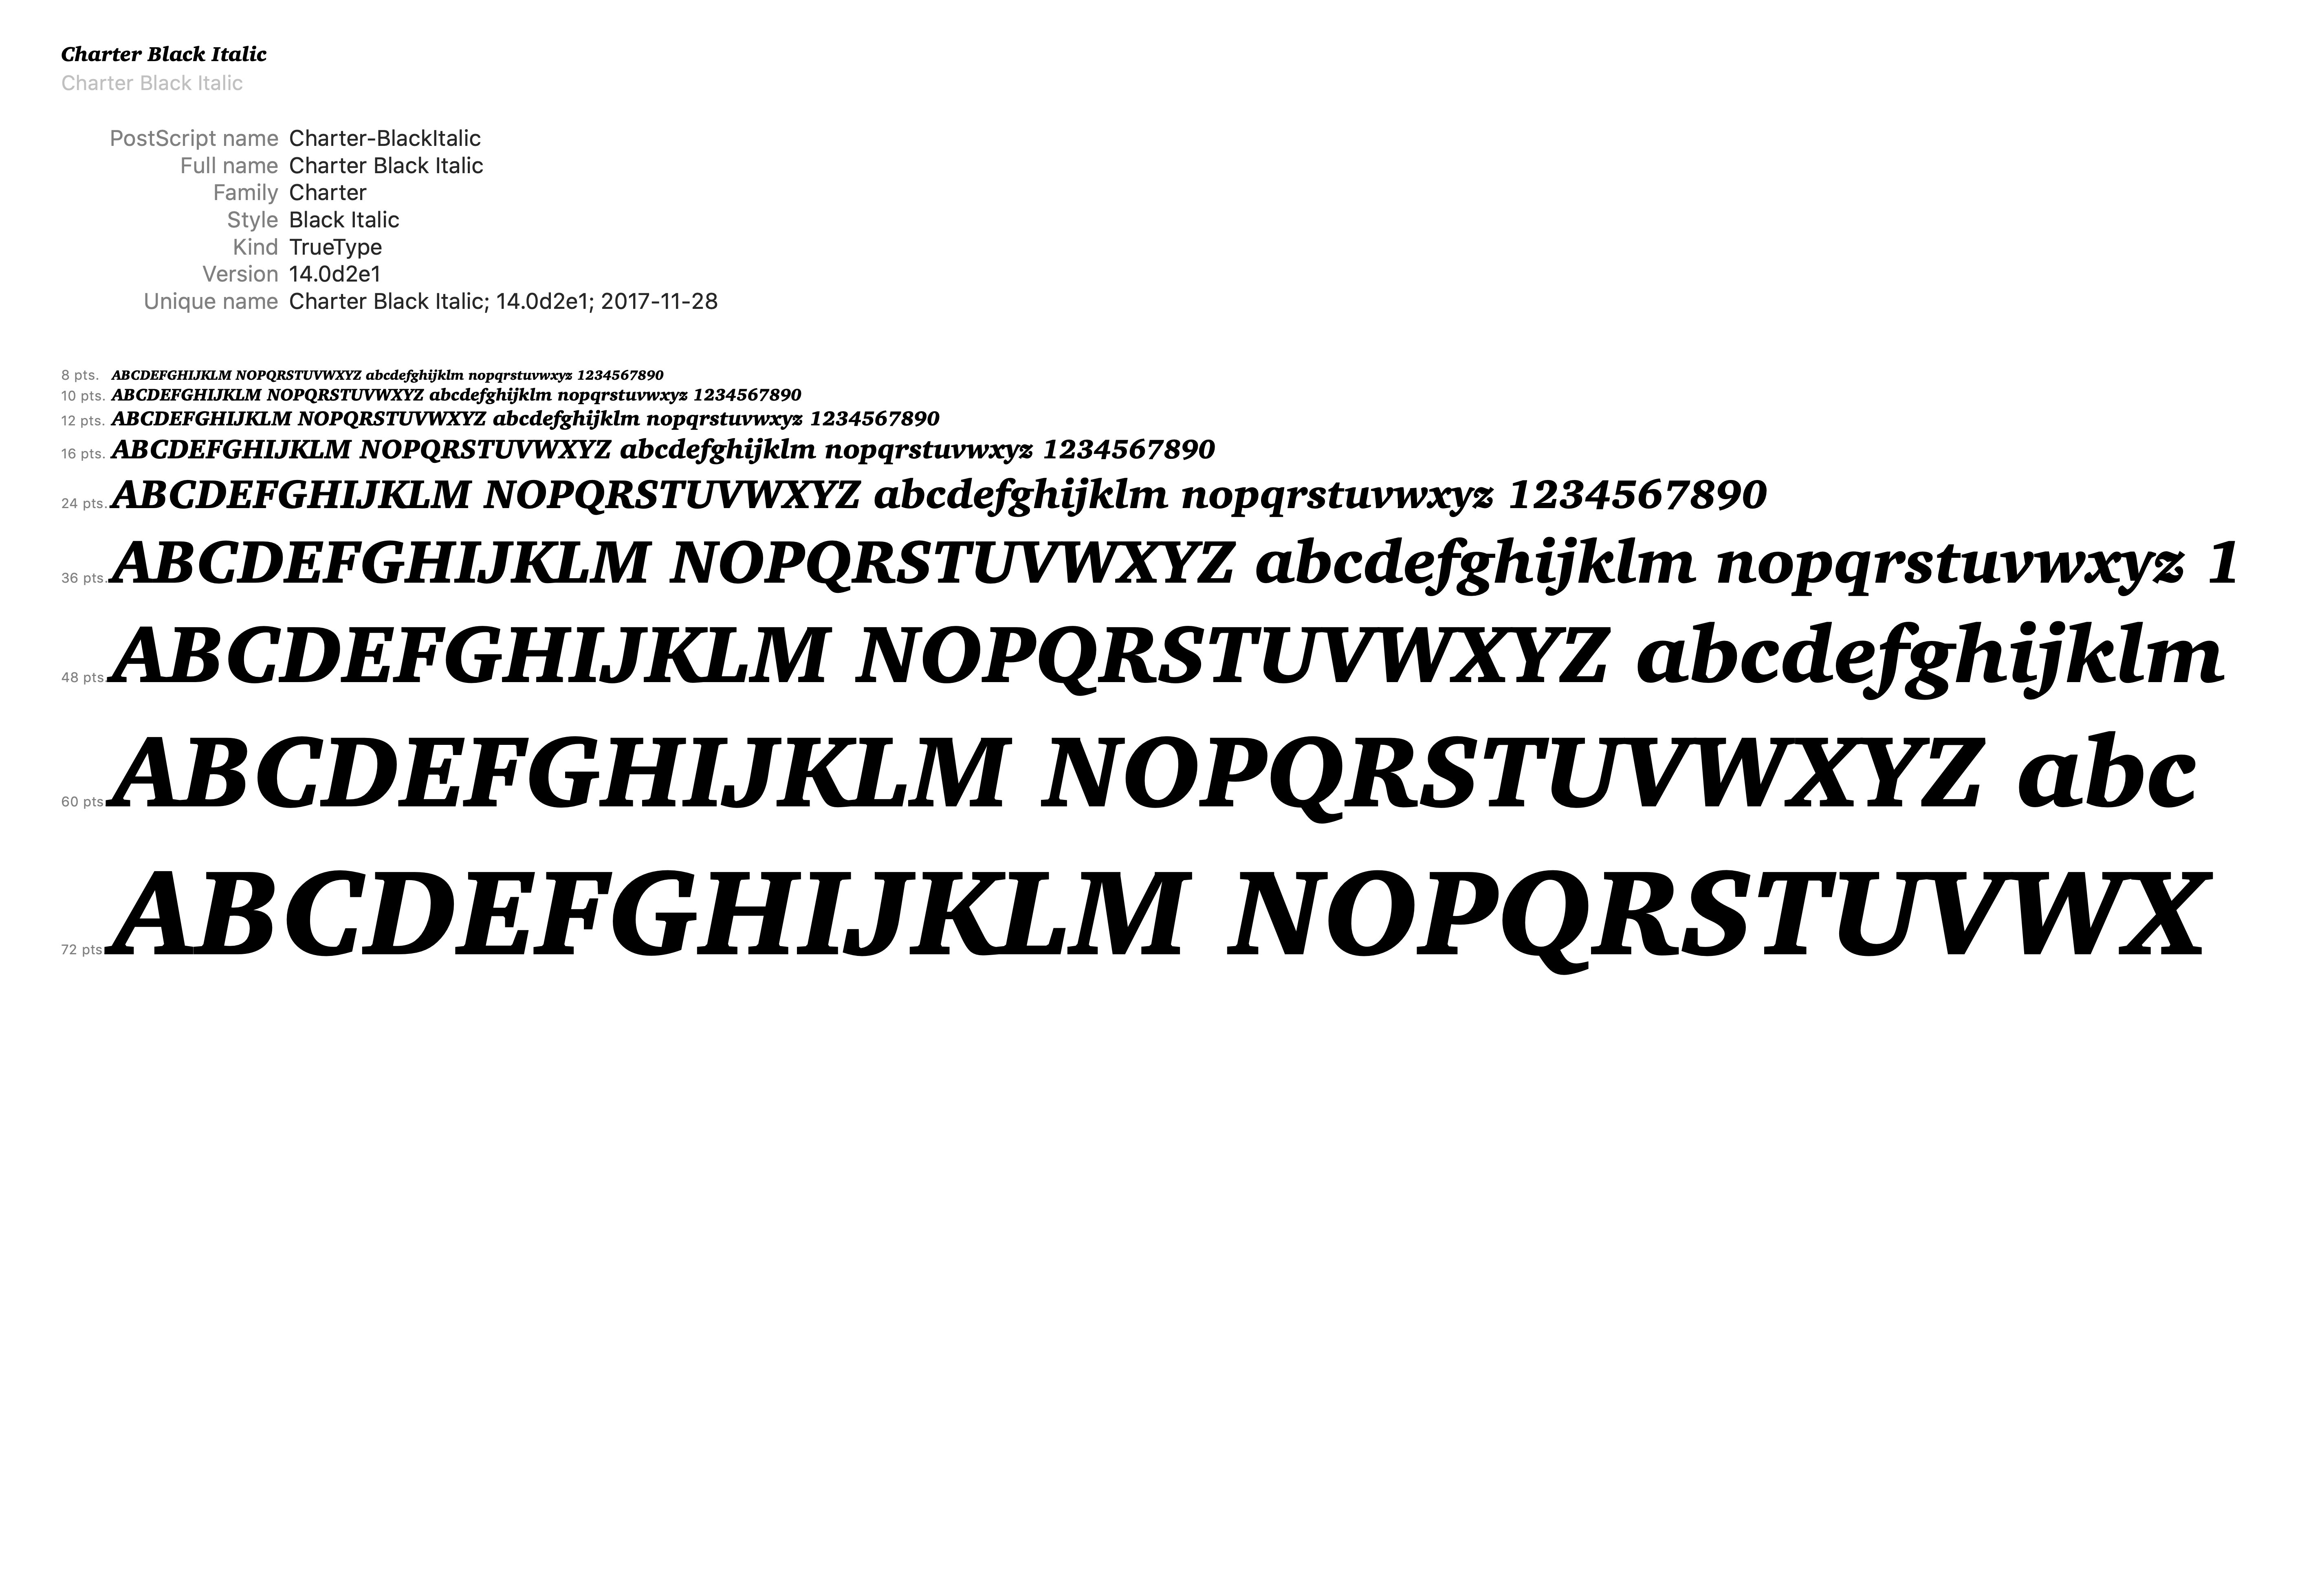 Charter Black Italic
Charter Black Italic
PostScript name Charter-BlackItalic
Full name Charter Black Italic
Family Charter
Style Black Italic
Kind TrueType
Version 14.0d2e1
Unique name Charter Black Italic; 14.0d2e1; 2017-11-28
8 pts. ABCDEFGHIJKLM NOPQRSTUVWXYZ abcdefghijklm nopqrstuvwxyz 1234567890
10 pts. ABCDEFGHIJKLM NOPQRSTUVWXYZ abcdefghijklm nopqrstuvwxyz 1234567890
12 pts. ABCDEFGHIJKLM NOPQRSTUVWXYZ abcdefghijklm nopqrstuvwxyz 1234567890
16 pts. ABCDEFGHIJKLM NOPQRSTUVWXYZ abcdefghijklm nopqrstuvwxyz 1234567890
24 pts. ABCDEFGHIJKLM NOPQRSTUVWXYZ abcdefghijklm nopqrstuvwxyz 1234567890
36 pts. ABCDEFGHIJKLM NOPQRSTUVWXYZ abcdefghijklm nopqrstuvwxyz 1
48 pts ABCDEFGHIJKLM NOPQRSTUVWXYZ abcdefghijklm
60 pts ABCDEFGHIJKLM NOPQRSTUVWXYZ abc
72 pts ABCDEFGHIJKLM NOPQRSTUVWX